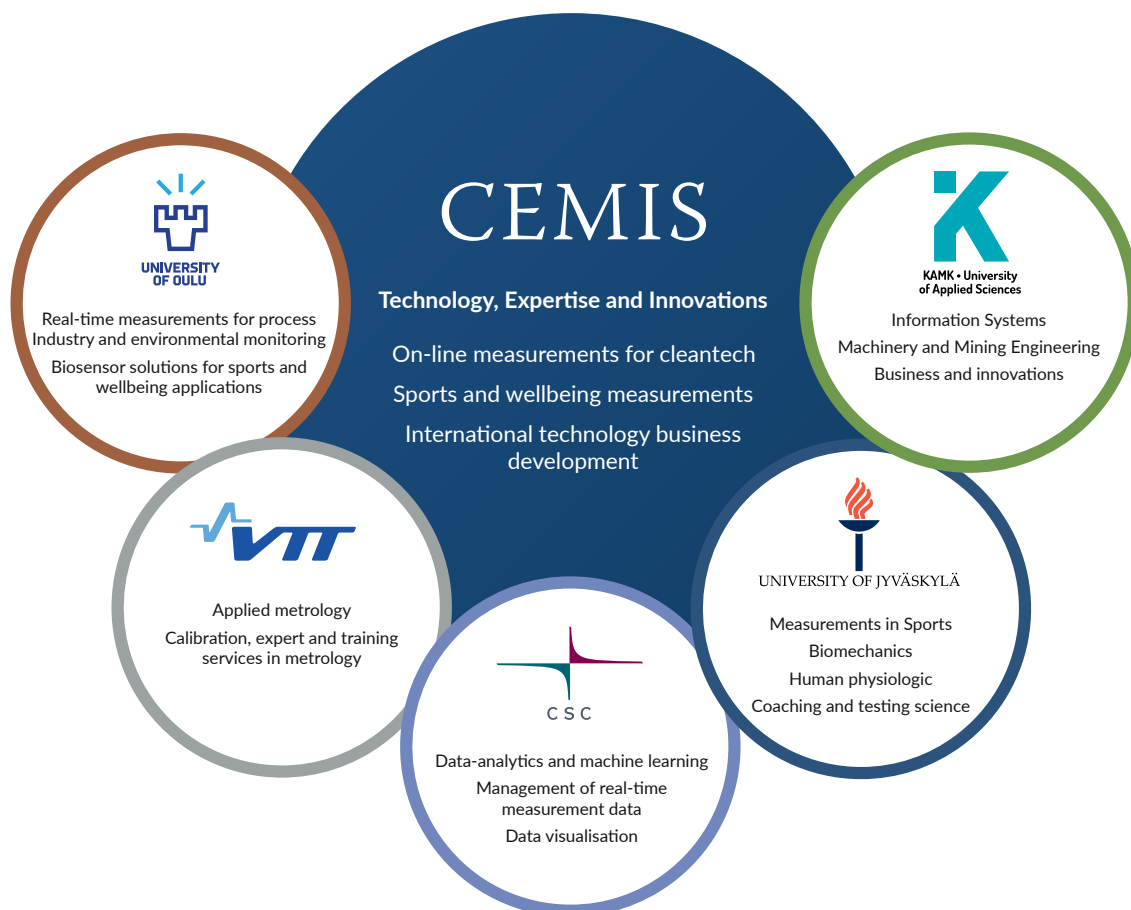 CEMIS
Technology, Expertise and Innovations
On-line measurements for cleantech
Sports and wellbeing measurements
International technology business
development
UNIVERSITY
OF OULU
Real-time measurements for process
Industry and environmental monitoring
Biosensor solutions for sports and
wellbeing applications
VTT
Applied metrology
Calibration, expert and training
services in metrology
CSC
Data-analytics and machine learning
Management of real-time
measurement data
Data visualisation
UNIVERSITY OF JYVÄSKYLÄ
Measurements in Sports
Biomechanics
Human physiologic
Coaching and testing science
K
KAMK • University
of Applied Sciences
Information Systems
Machinery and Mining Engineering
Business and innovations